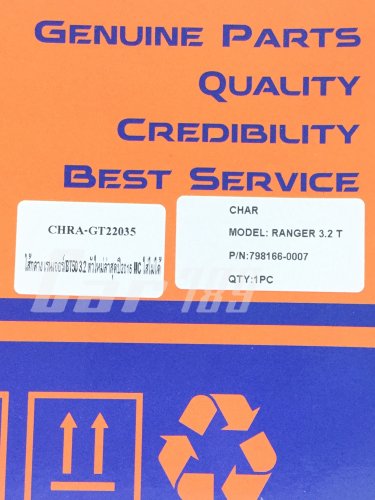 GENUINE PARTS
QUALITY
CREDIBILITY
BEST SERVICE
CHRA-GT22035
CHAR
MODEL: RANGER 3.2 T
P/N:798166-0007
QTY:1PC